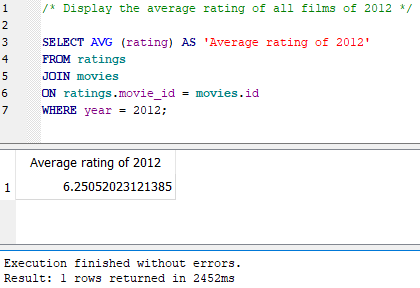 1 /* Display the average rating of all films of 2012 */
2
3 SELECT AVG (rating) AS 'Average rating of 2012'
4 FROM ratings
5 JOIN movies
6 ON ratings.movie_id = movies.id
7 WHERE year = 2012;
Average rating of 2012
1 6.25052023121385
Execution finished without errors.
Result: 1 rows returned in 2452ms